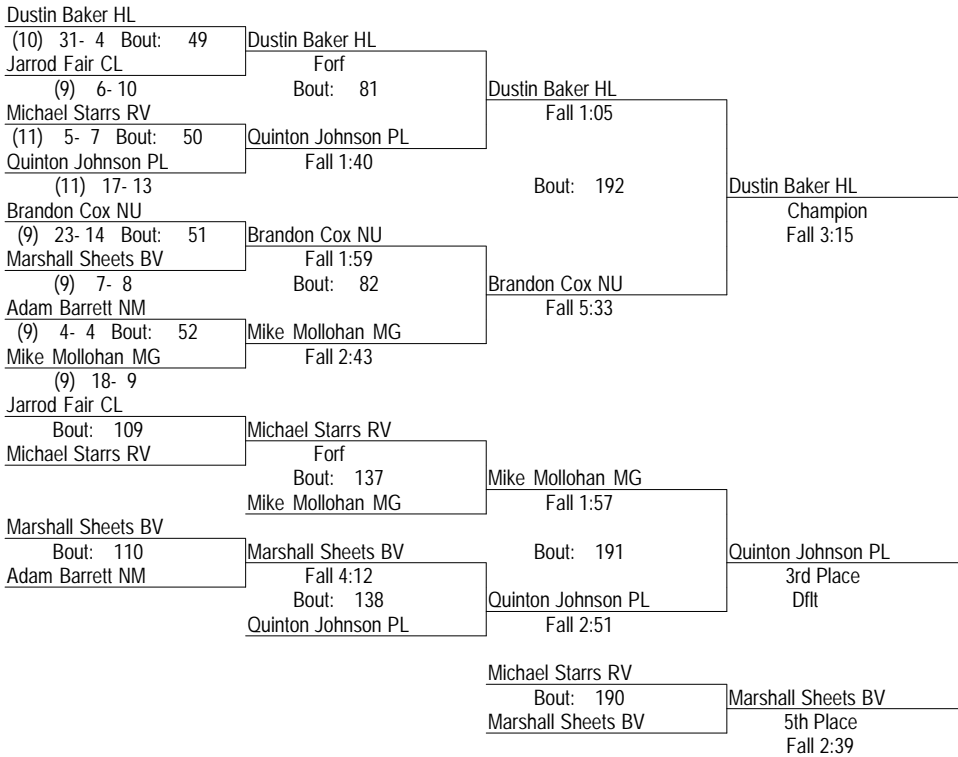 Dustin Baker HL
(10) 31- 4 Bout: 49 Dustin Baker HL
Jarrod Fair CL Forf
(9) 6- 10 Bout: 81 Dustin Baker HL
Michael Starrs RV Fall 1:05
(11) 5- 7 Bout: 50 Quinton Johnson PL
Quinton Johnson PL Fall 1:40
(11) 17- 13 Bout: 192 Dustin Baker HL
Brandon Cox NU Champion
(9) 23- 14 Bout: 51 Brandon Cox NU Fall 3:15
Marshall Sheets BV Fall 1:59
(9) 7- 8 Bout: 82 Brandon Cox NU
Adam Barrett NM Fall 5:33
(9) 4- 4 Bout: 52 Mike Mollohan MG
Mike Mollohan MG Fall 2:43
(9) 18- 9
Jarrod Fair CL
Bout: 109 Michael Starrs RV
Michael Starrs RV Forf
Bout: 137 Mike Mollohan MG
Mike Mollohan MG Fall 1:57
Marshall Sheets BV
Bout: 110 Marshall Sheets BV Bout: 191 Quinton Johnson PL
Adam Barrett NM Fall 4:12 3rd Place
Bout: 138 Quinton Johnson PL Dflt
Quinton Johnson PL Fall 2:51
Michael Starrs RV
Bout: 190 Marshall Sheets BV
Marshall Sheets BV 5th Place
Fall 2:39